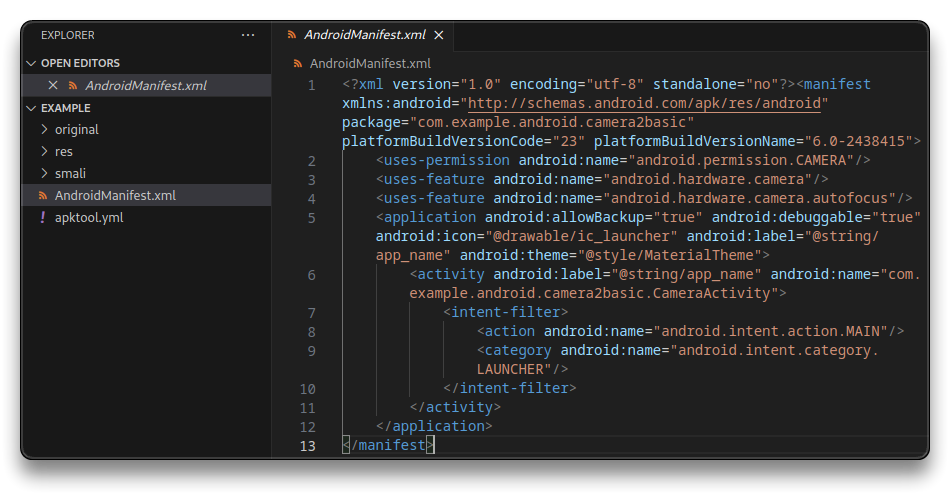 EXPLORER
···
OPEN EDITORS
AndroidManifest.xml
EXAMPLE
original
res
smali
AndroidManifest.xml
! apktool.yml
AndroidManifest.xml
AndroidManifest.xml
1 <?xml version="1.0" encoding="utf-8" standalone="no"?><manifest
xmlns:android="http://schemas.android.com/apk/res/android"
package="com.example.android.camera2basic"
platformBuildVersionCode="23" platformBuildVersionName="6.0-2438415">
2 <uses-permission android:name="android.permission.CAMERA"/>
3 <uses-feature android:name="android.hardware.camera"/>
4 <uses-feature android:name="android.hardware.camera.autofocus"/>
5 <application android:allowBackup="true" android:debuggable="true"
android:icon="@drawable/ic_launcher" android:label="@string/
app_name" android:theme="@style/MaterialTheme">
6 <activity android:label="@string/app_name" android:name="com.
example.android.camera2basic.CameraActivity">
7 <intent-filter>
8 <action android:name="android.intent.action.MAIN"/>
9 <category android:name="android.intent.category.
LAUNCHER"/>
10 </intent-filter>
11 </activity>
12 </application>
13 </manifest>